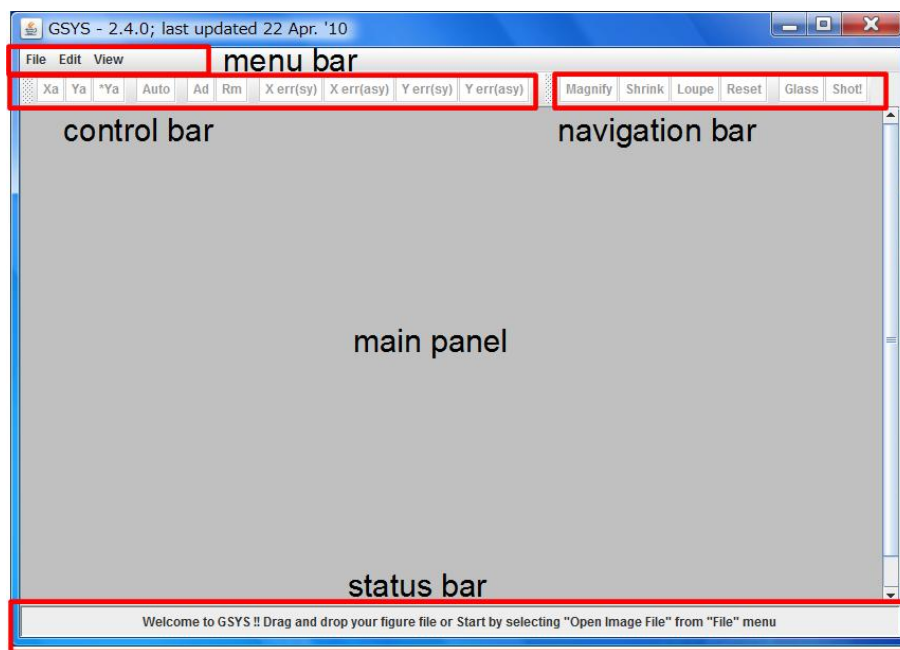 GSYS - 2.4.0; last updated 22 Apr. '10
File Edit View
menu bar
Xa Ya *Ya Auto Ad Rm X err(sy) X err(asy) Y err(sy) Y err(asy) Magnify Shrink Loupe Reset Glass Shot!
control bar
navigation bar
main panel
status bar
Welcome to GSYS !! Drag and drop your figure file or Start by selecting "Open Image File" from "File" menu